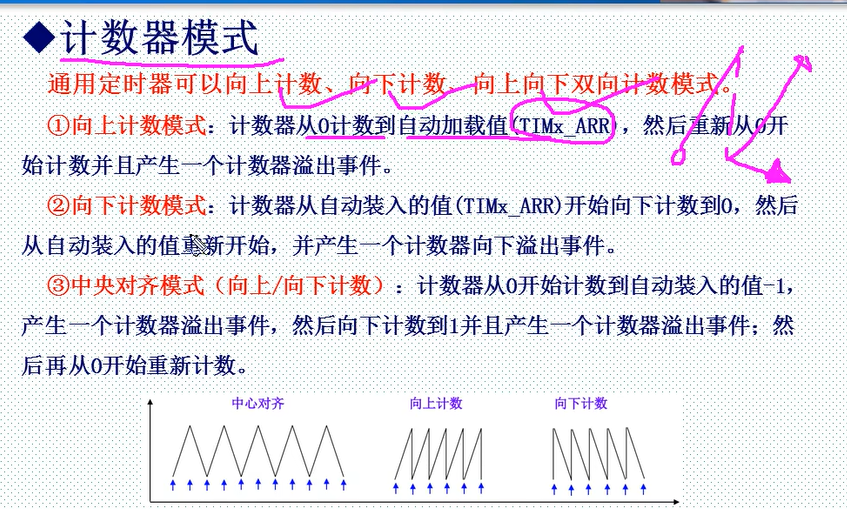 ◆计数器模式
通用定时器可以向上计数、向下计数、向上向下双向计数模式。
①向上计数模式：计数器从0计数到自动加载值(TIMx_ARR)，然后重新从0开
始计数并且产生一个计数器溢出事件。
②向下计数模式：计数器从自动装入的值(TIMx_ARR)开始向下计数到0，然后
从自动装入的值重新开始，并产生一个计数器向下溢出事件。
③中央对齐模式（向上/向下计数）：计数器从0开始计数到自动装入的值-1，
产生一个计数器溢出事件，然后向下计数到1并且产生一个计数器溢出事件；然
后再从0开始重新计数。
中心对齐 向上计数 向下计数